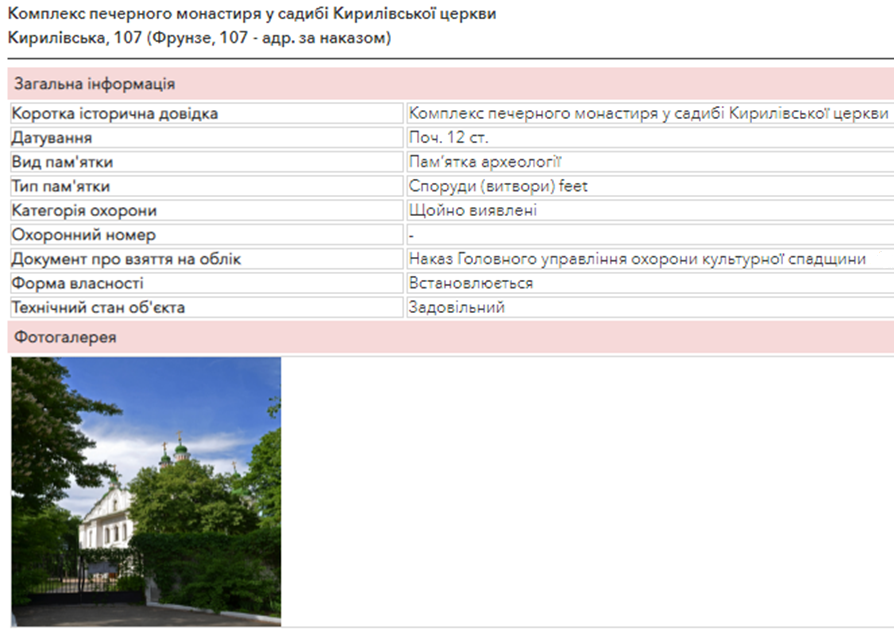 Комплекс печерного монастиря у садибі Кирилівської церкви
Кирилівська, 107 (Фрунзе, 107 - адр. за наказом)
Загальна інформація
Коротка історична довідка Комплекс печерного монастиря у садибі Кирилівської церкви
Датування Поч. 12 ст.
Вид пам'ятки Пам'ятка археології
Тип пам'ятки Споруди (витвори) feet
Категорія охорони Щойно виявлені
Охоронний номер -
Документ про взяття на облік Наказ Головного управління охорони культурної спадщини
Форма власності Встановлюється
Технічний стан об'єкта Задовільний
Фотогалерея